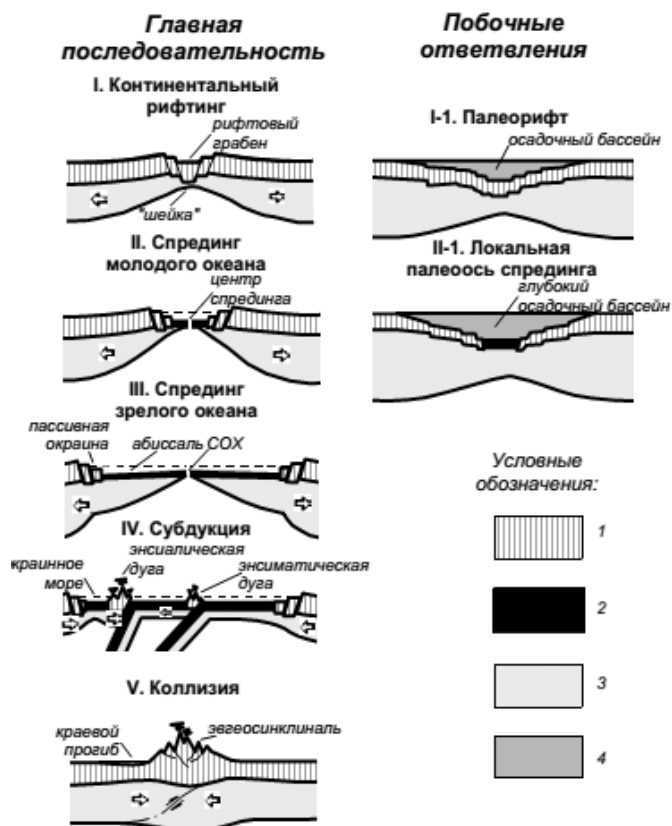 Главная
последовательность
I. Континентальный
рифтинг
рифтовый
грабен
"шейка"
II. Спрединг
молодого океана
центр
спрединга
III. Спрединг
зрелого океана
пассивная
окраина
абиссаль СОХ
IV. Субдукция
краинное
море
энсиалическая
дуга
энсиматическая
дуга
V. Коллизия
краевой
прогиб
эвгеосинклиналь
Побочные
ответвления
I-1. Палеорифт
осадочный бассейн
II-1. Локальная
палеоось спрединга
глубокий
осадочный бассейн
Условные
обозначения:
1
2
3
4